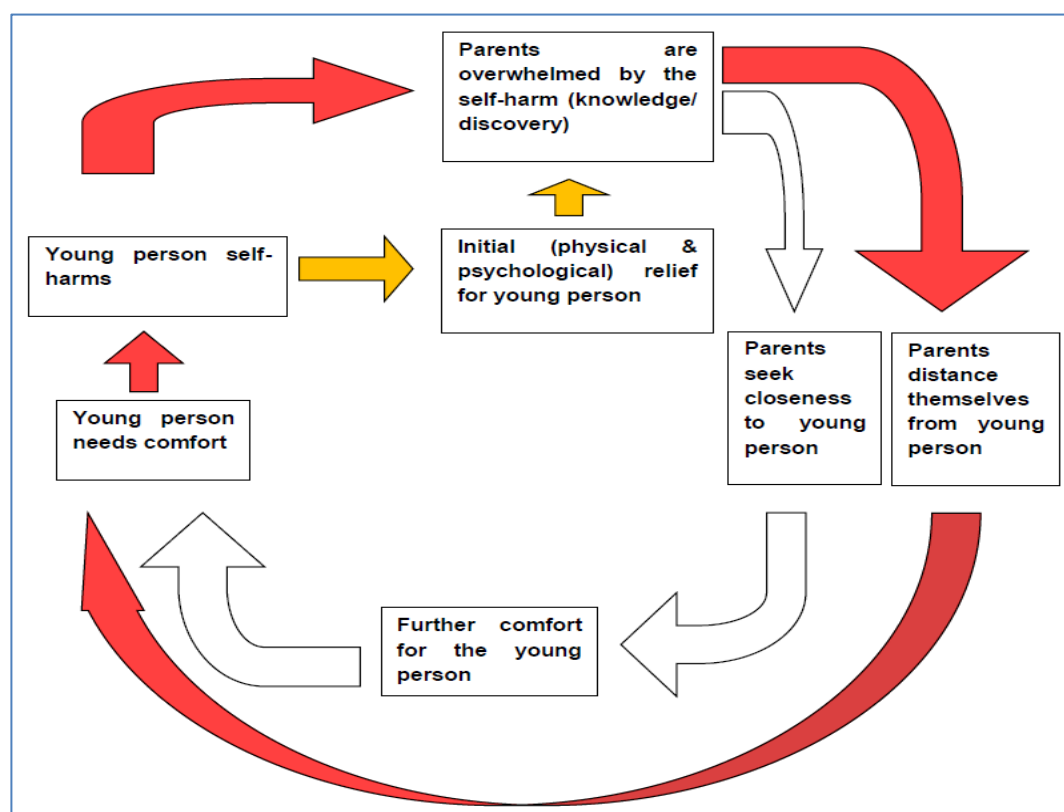 Parents are
overwhelmed by the
self-harm (knowledge/
discovery)
Young person self-
harms
Initial (physical &
psychological) relief
for young person
Young person
needs comfort
Parents
seek
closeness
to young
person
Parents
distance
themselves
from young
person
Further comfort
for the young
person